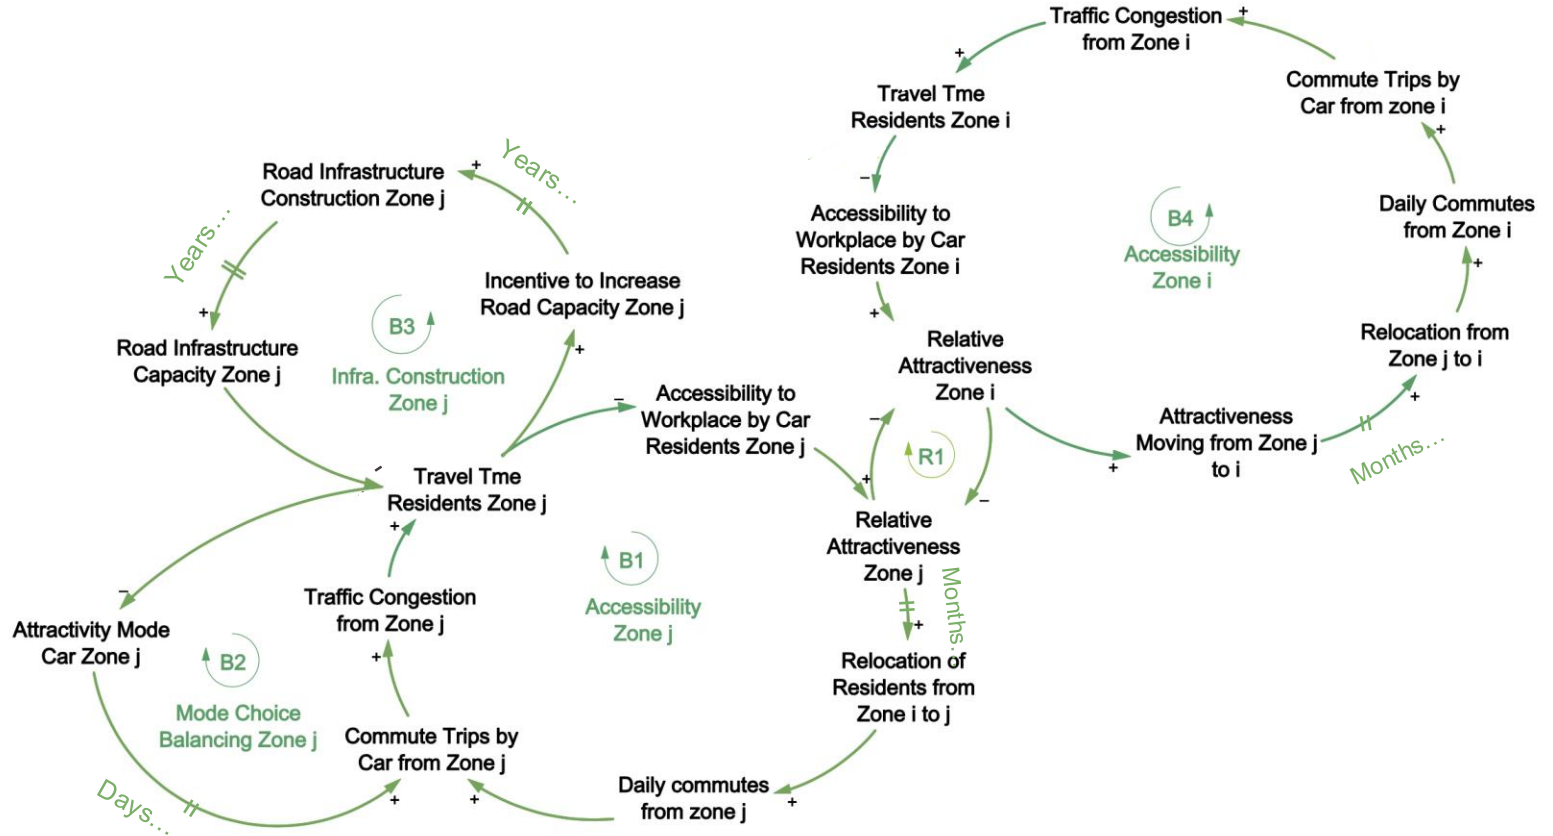 Traffic Congestion
from Zone i
+
+
Commute Trips by
Car from zone i
Travel Tme
Residents Zone i
+
–
Years...
+
Road Infrastructure
Construction Zone j
Daily Commutes
from Zone i
Accessibility to
Workplace by Car
Residents Zone i
B4
Accessibility
Zone i
Years...
+
Incentive to Increase
Road Capacity Zone j
+
+
B3
Relocation from
Zone j to i
Road Infrastructure
Capacity Zone j
+
Relative
Attractiveness
Zone i
Infra. Construction
Zone j
Accessibility to
Workplace by Car
Residents Zone j
–
–
+
Attractiveness
Moving from Zone j
to i
+
Months...
R1
-
Travel Tme
Residents Zone j
+
–
+
Relative
Attractiveness
Zone j
B1
Accessibility
Zone j
Months...
–
Traffic Congestion
from Zone j
+
Attractivity Mode
Car Zone j
+
B2
Relocation of
Residents from
Zone i to j
Mode Choice
Balancing Zone j
Commute Trips by
Car from Zone j
Days...
+
+
Daily commutes
from zone j
+